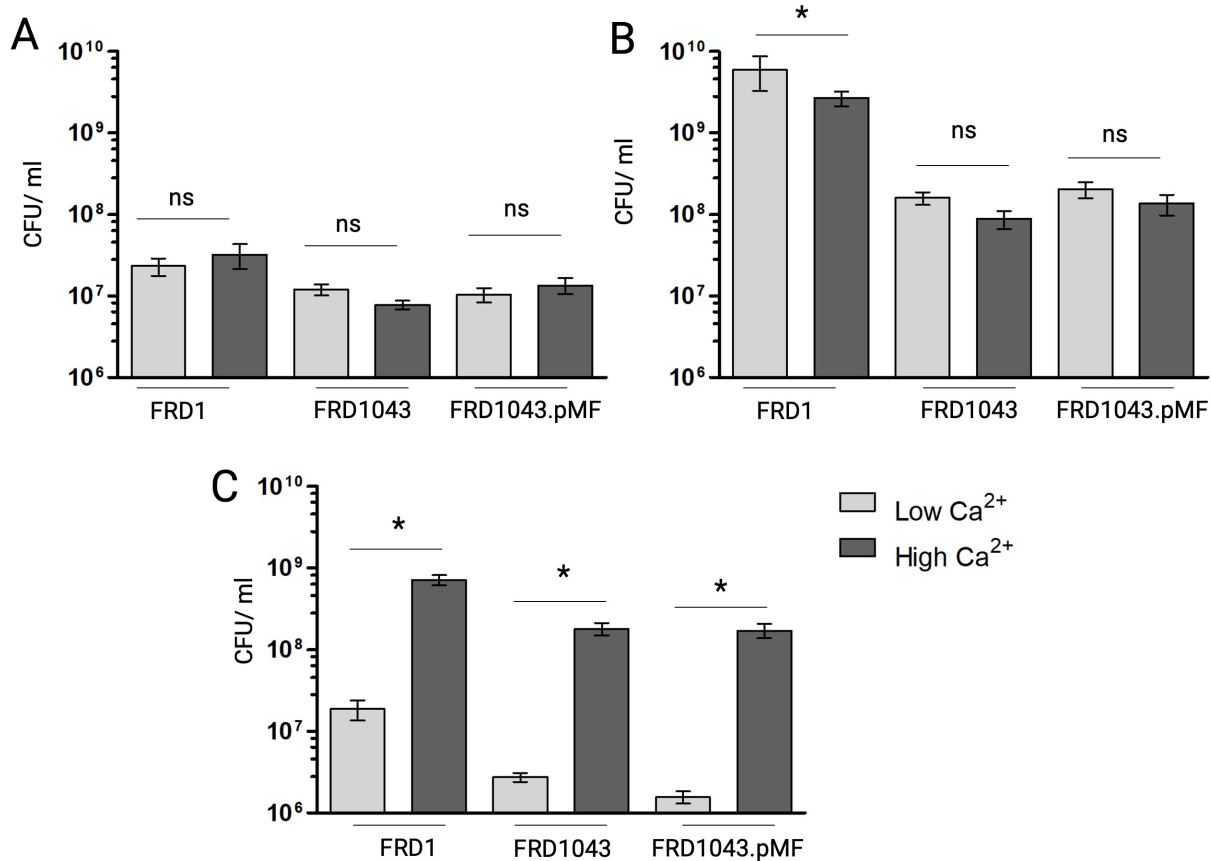 A
CFU/ ml
10¹⁰
10⁹
10⁸
10⁷
10⁶
ns
ns
ns
FRD1
FRD1043
FRD1043.pMF
B
CFU/ ml
10¹⁰
10⁹
10⁸
10⁷
10⁶
*
ns
ns
FRD1
FRD1043
FRD1043.pMF
C
CFU/ ml
10¹⁰
10⁹
10⁸
10⁷
10⁶
*
*
*
FRD1
FRD1043
FRD1043.pMF
Low Ca²⁺
High Ca²⁺